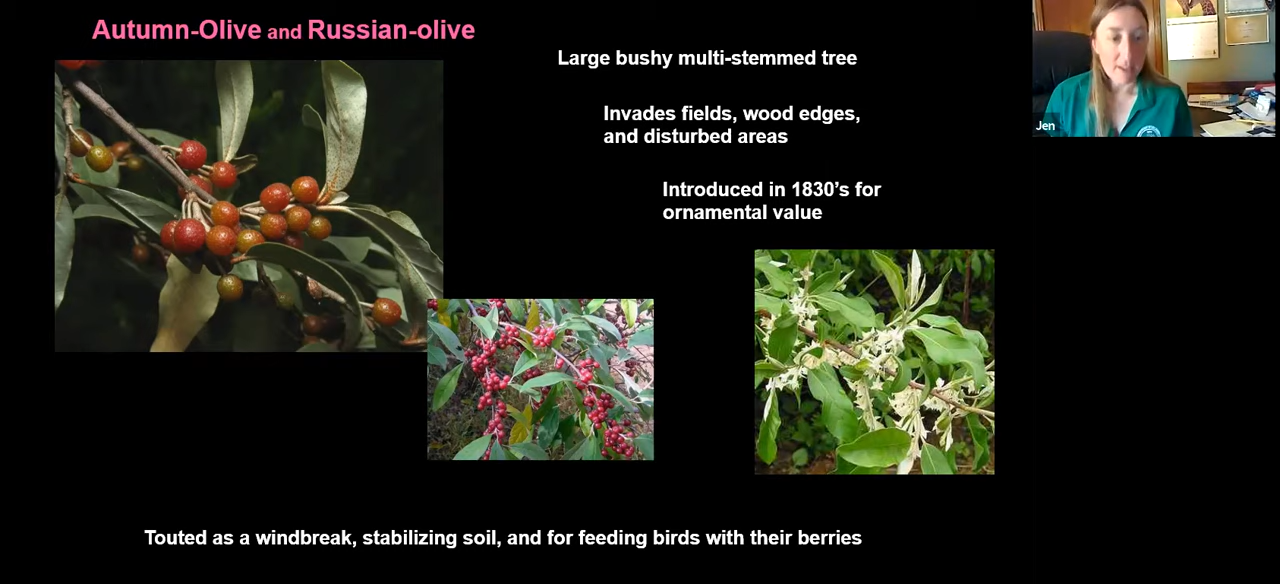 Autumn-Olive and Russian-olive
Large bushy multi-stemmed tree
Invades fields, wood edges,
and disturbed areas
Introduced in 1830’s for
ornamental value
Jen
Touted as a windbreak, stabilizing soil, and for feeding birds with their berries